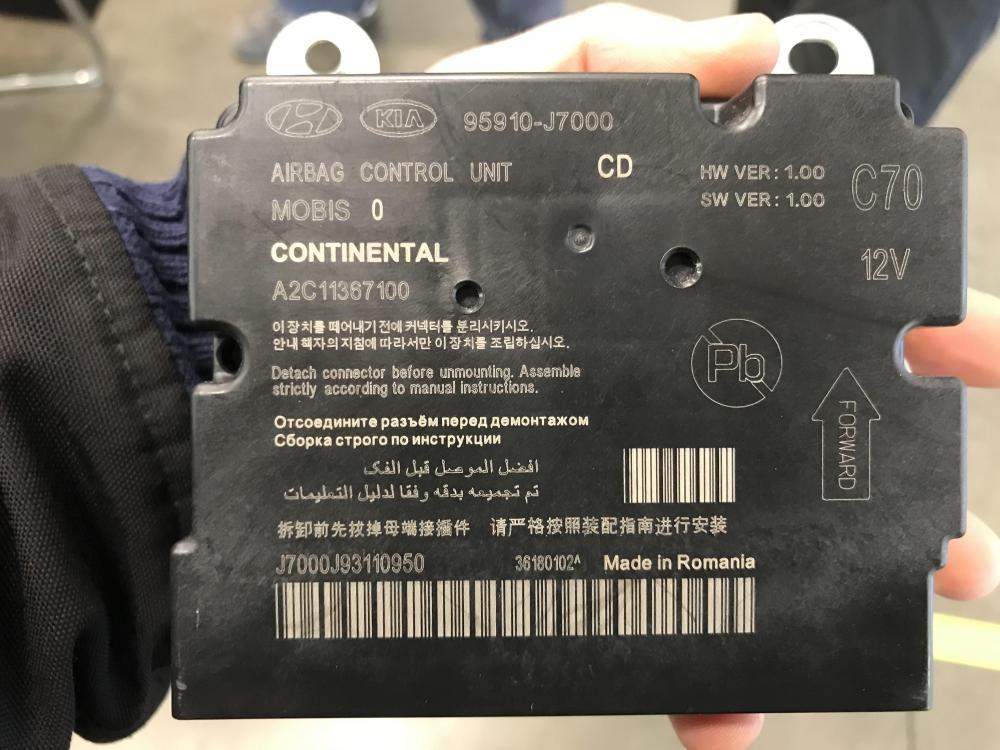 KIA 95910-J7000
AIRBAG CONTROL UNIT CD HW VER : 1.00 C70
SW VER : 1.00
MOBIS 0
CONTINENTAL 12V
A2C11367100
이 장치를 떼어내기 전에 커넥터를 분리시키시오.
안내 책자의 지침에 따라서만 이 장치를 조립하십시오.
Pb
Detach connector before unmounting. Assemble
strictly according to manual instructions.
FORWARD
Отсоедините разъём перед демонтажом
Сборка строго по инструкции
افصل الموصل قبل الفك
تم تجميعه بدقه وفقا لدليل التعليمات
拆卸前先拔掉母端接插件 请严格按照装配指南进行安装
J7000J93110950 36180102A Made in Romania